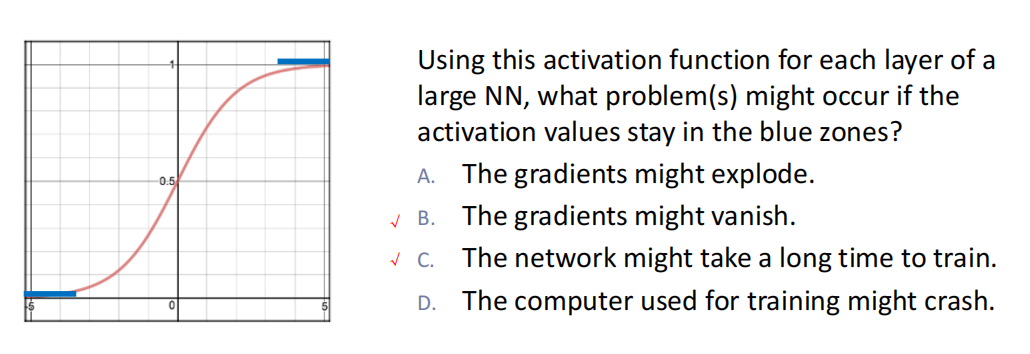 1
0.5
-5
0
5
Using this activation function for each layer of a
large NN, what problem(s) might occur if the
activation values stay in the blue zones?
A. The gradients might explode.
√ B. The gradients might vanish.
√ C. The network might take a long time to train.
D. The computer used for training might crash.